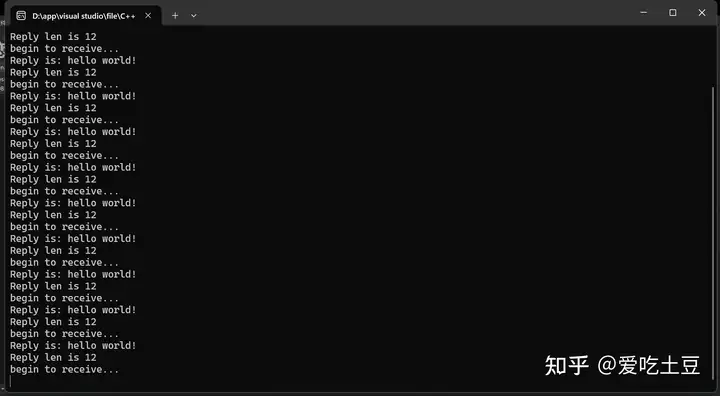 D:\app\visual studio\file\C++
Reply len is 12
begin to receive...
Reply is: hello world!
Reply len is 12
begin to receive...
Reply is: hello world!
Reply len is 12
begin to receive...
Reply is: hello world!
Reply len is 12
begin to receive...
Reply is: hello world!
Reply len is 12
begin to receive...
Reply is: hello world!
Reply len is 12
begin to receive...
Reply is: hello world!
Reply len is 12
begin to receive...
Reply is: hello world!
Reply len is 12
begin to receive...
Reply is: hello world!
Reply len is 12
begin to receive...
Reply is: hello world!
Reply len is 12
begin to receive...
知乎 @爱吃土豆